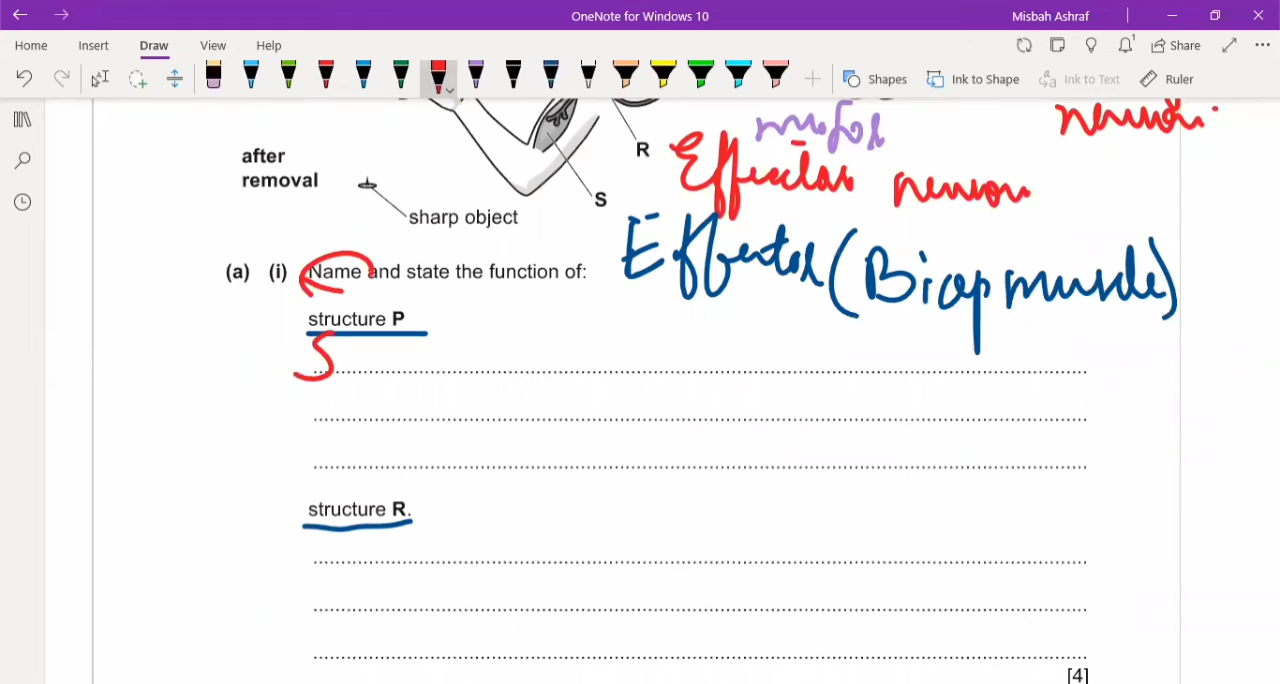 OneNote for Windows 10
Misbah Ashraf
Home Insert Draw View Help
Share
Shapes Ink to Shape Ink to Text Ruler
neuron.
motor
R
Effector neuron
after
removal
S
sharp object
Effector (Bicep muscle)
(a) (i) Name and state the function of:
structure P
S
structure R.
[4]